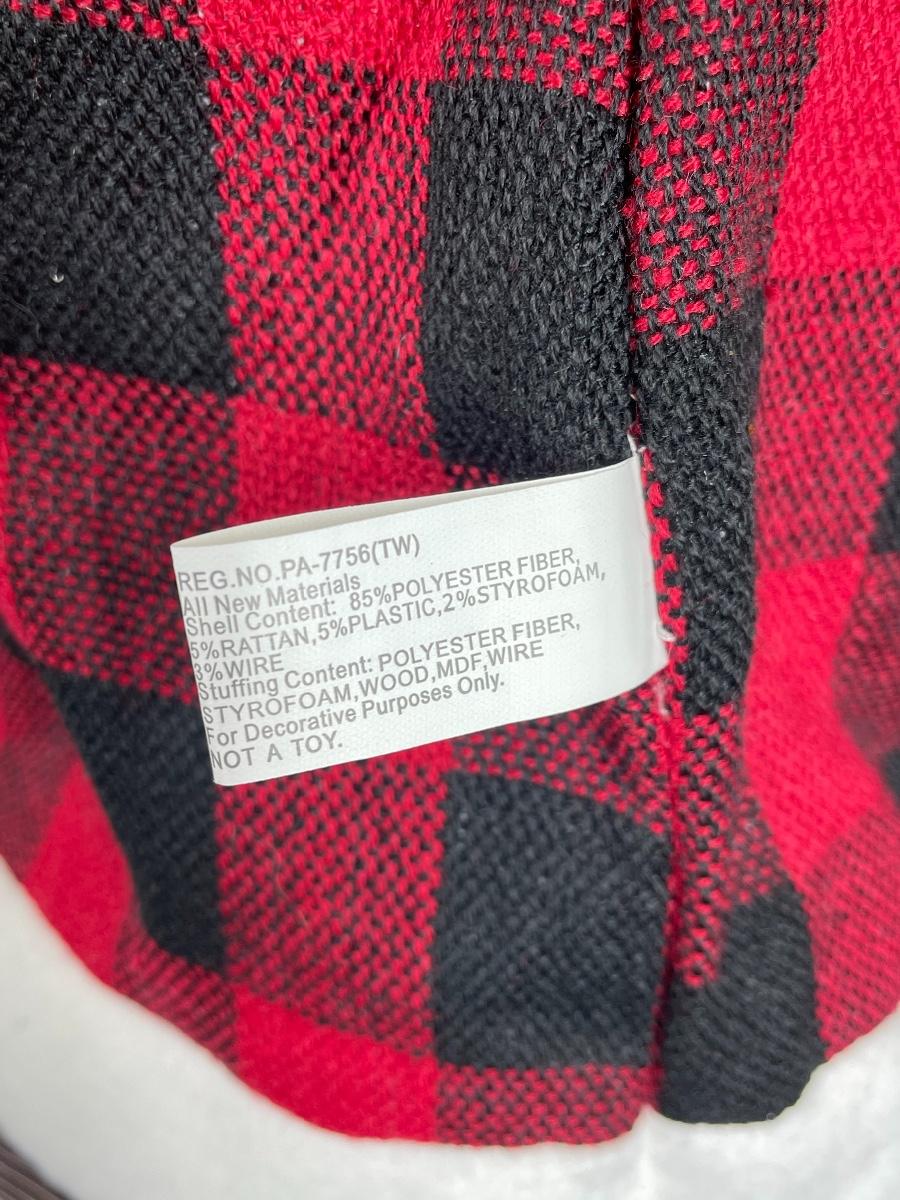 REG.NO.PA-7756(TW)
All New Materials
Shell Content: 85%POLYESTER FIBER,
5%RATTAN,5%PLASTIC,2%STYROFOAM,
3%WIRE
Stuffing Content: POLYESTER FIBER,
STYROFOAM,WOOD,MDF,WIRE
For Decorative Purposes Only.
NOT A TOY.